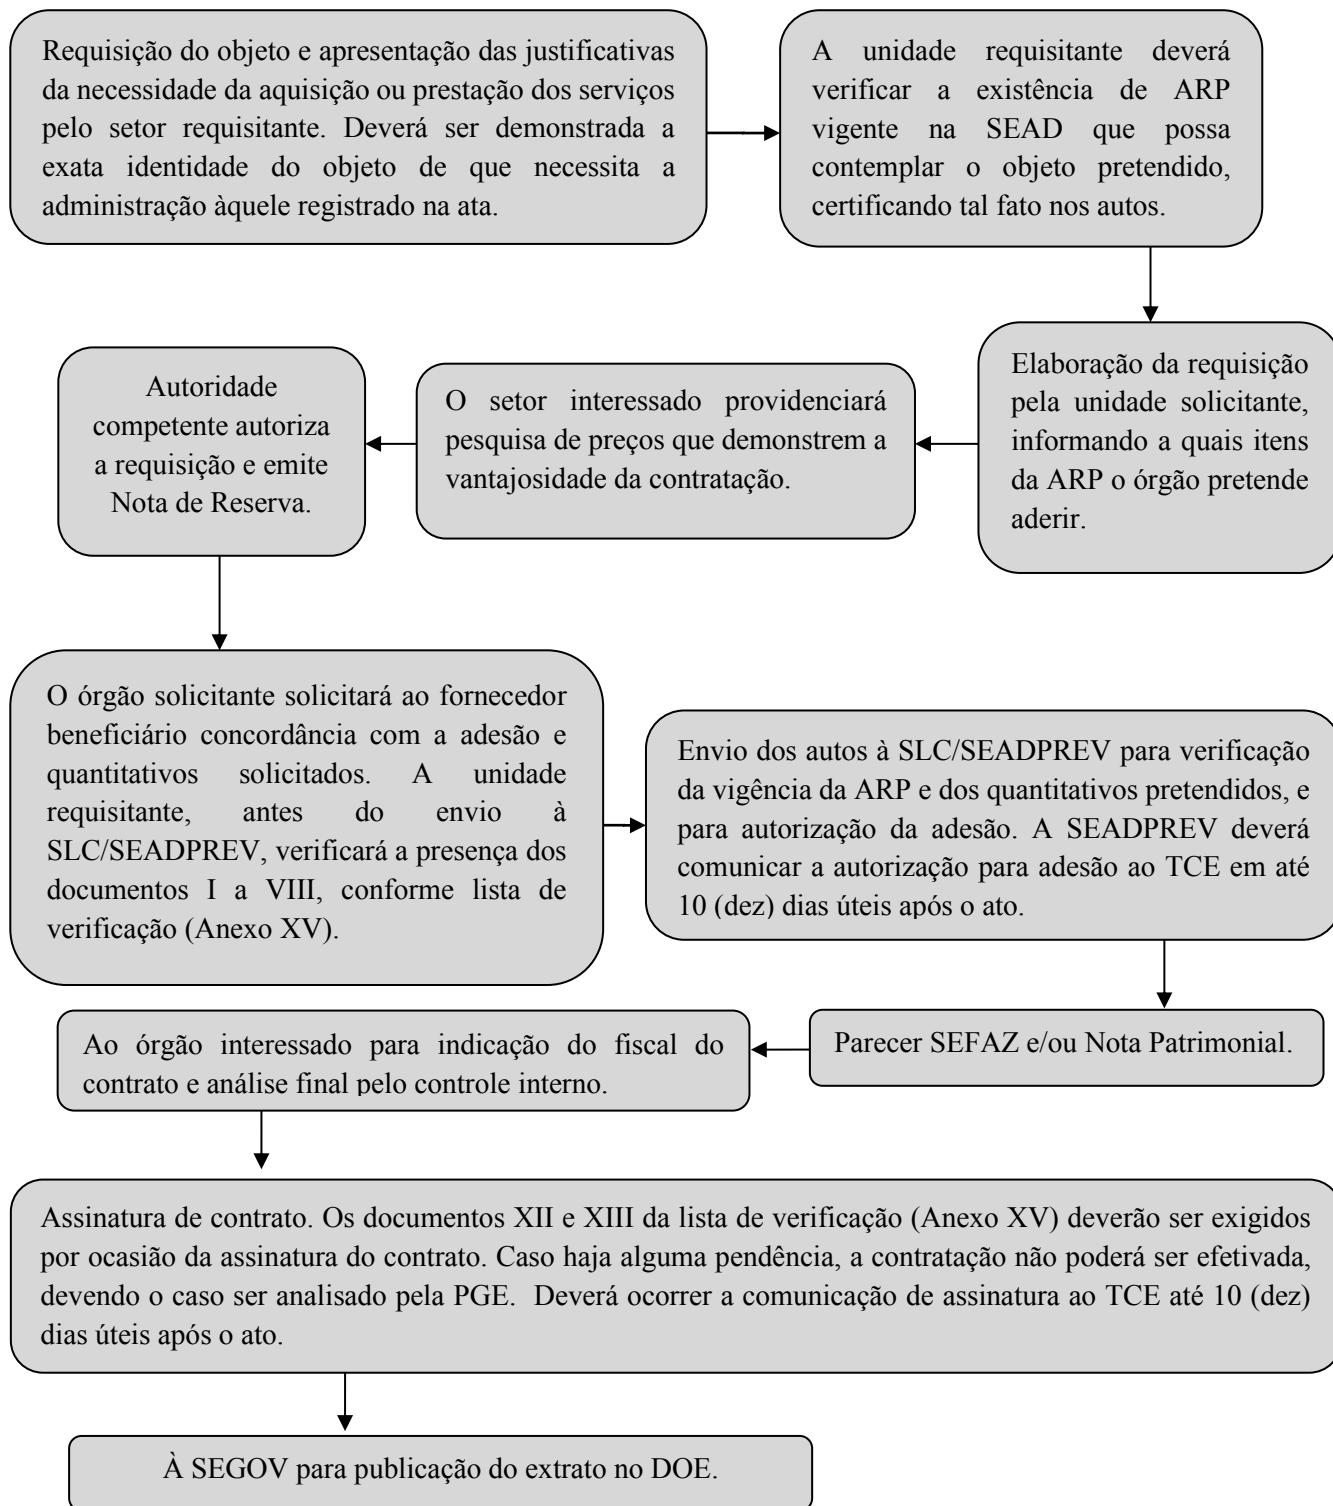 Requisição do objeto e apresentação das justificativas
da necessidade da aquisição ou prestação dos serviços
pelo setor requisitante. Deverá ser demonstrada a
exata identidade do objeto de que necessita a
administração àquele registrado na ata.
A unidade requisitante deverá
verificar a existência de ARP
vigente na SEAD que possa
contemplar o objeto pretendido,
certificando tal fato nos autos.
Elaboração da requisição
pela unidade solicitante,
informando a quais itens
da ARP o órgão pretende
aderir.
O setor interessado providenciará
pesquisa de preços que demonstrem a
vantajosidade da contratação.
Autoridade
competente autoriza
a requisição e emite
Nota de Reserva.
O órgão solicitante solicitará ao fornecedor
beneficiário concordância com a adesão e
quantitativos solicitados. A unidade
requisitante, antes do envio à
SLC/SEADPREV, verificará a presença dos
documentos I a VIII, conforme lista de
verificação (Anexo XV).
Envio dos autos à SLC/SEADPREV para verificação
da vigência da ARP e dos quantitativos pretendidos, e
para autorização da adesão. A SEADPREV deverá
comunicar a autorização para adesão ao TCE em até
10 (dez) dias úteis após o ato.
Parecer SEFAZ e/ou Nota Patrimonial.
Ao órgão interessado para indicação do fiscal do
contrato e análise final pelo controle interno.
Assinatura de contrato. Os documentos XII e XIII da lista de verificação (Anexo XV) deverão ser exigidos
por ocasião da assinatura do contrato. Caso haja alguma pendência, a contratação não poderá ser efetivada,
devendo o caso ser analisado pela PGE. Deverá ocorrer a comunicação de assinatura ao TCE até 10 (dez)
dias úteis após o ato.
À SEGOV para publicação do extrato no DOE.